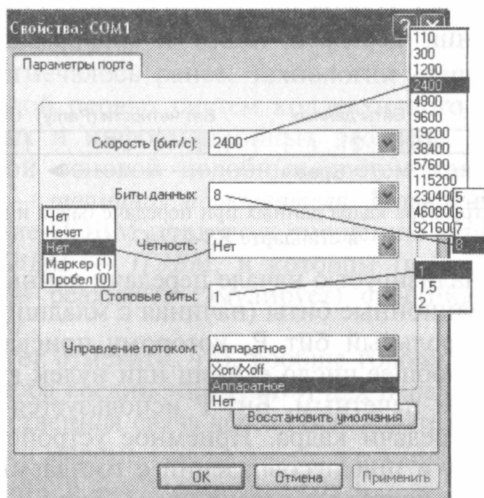 Свойства: COM1
Параметры порта
Скорость (бит/с): 2400
110
300
1200
2400
4800
9600
19200
38400
57600
115200
230400
460800
921600
Биты данных: 8
5
6
7
8
Чет
Нечет
Нет
Маркер (1)
Пробел (0)
Четность: Нет
Стоповые биты: 1
1
1,5
2
Управление потоком: Аппаратное
Xon/Xoff
Аппаратное
Нет
Восстановить умолчания
OK
Отмена
Применить